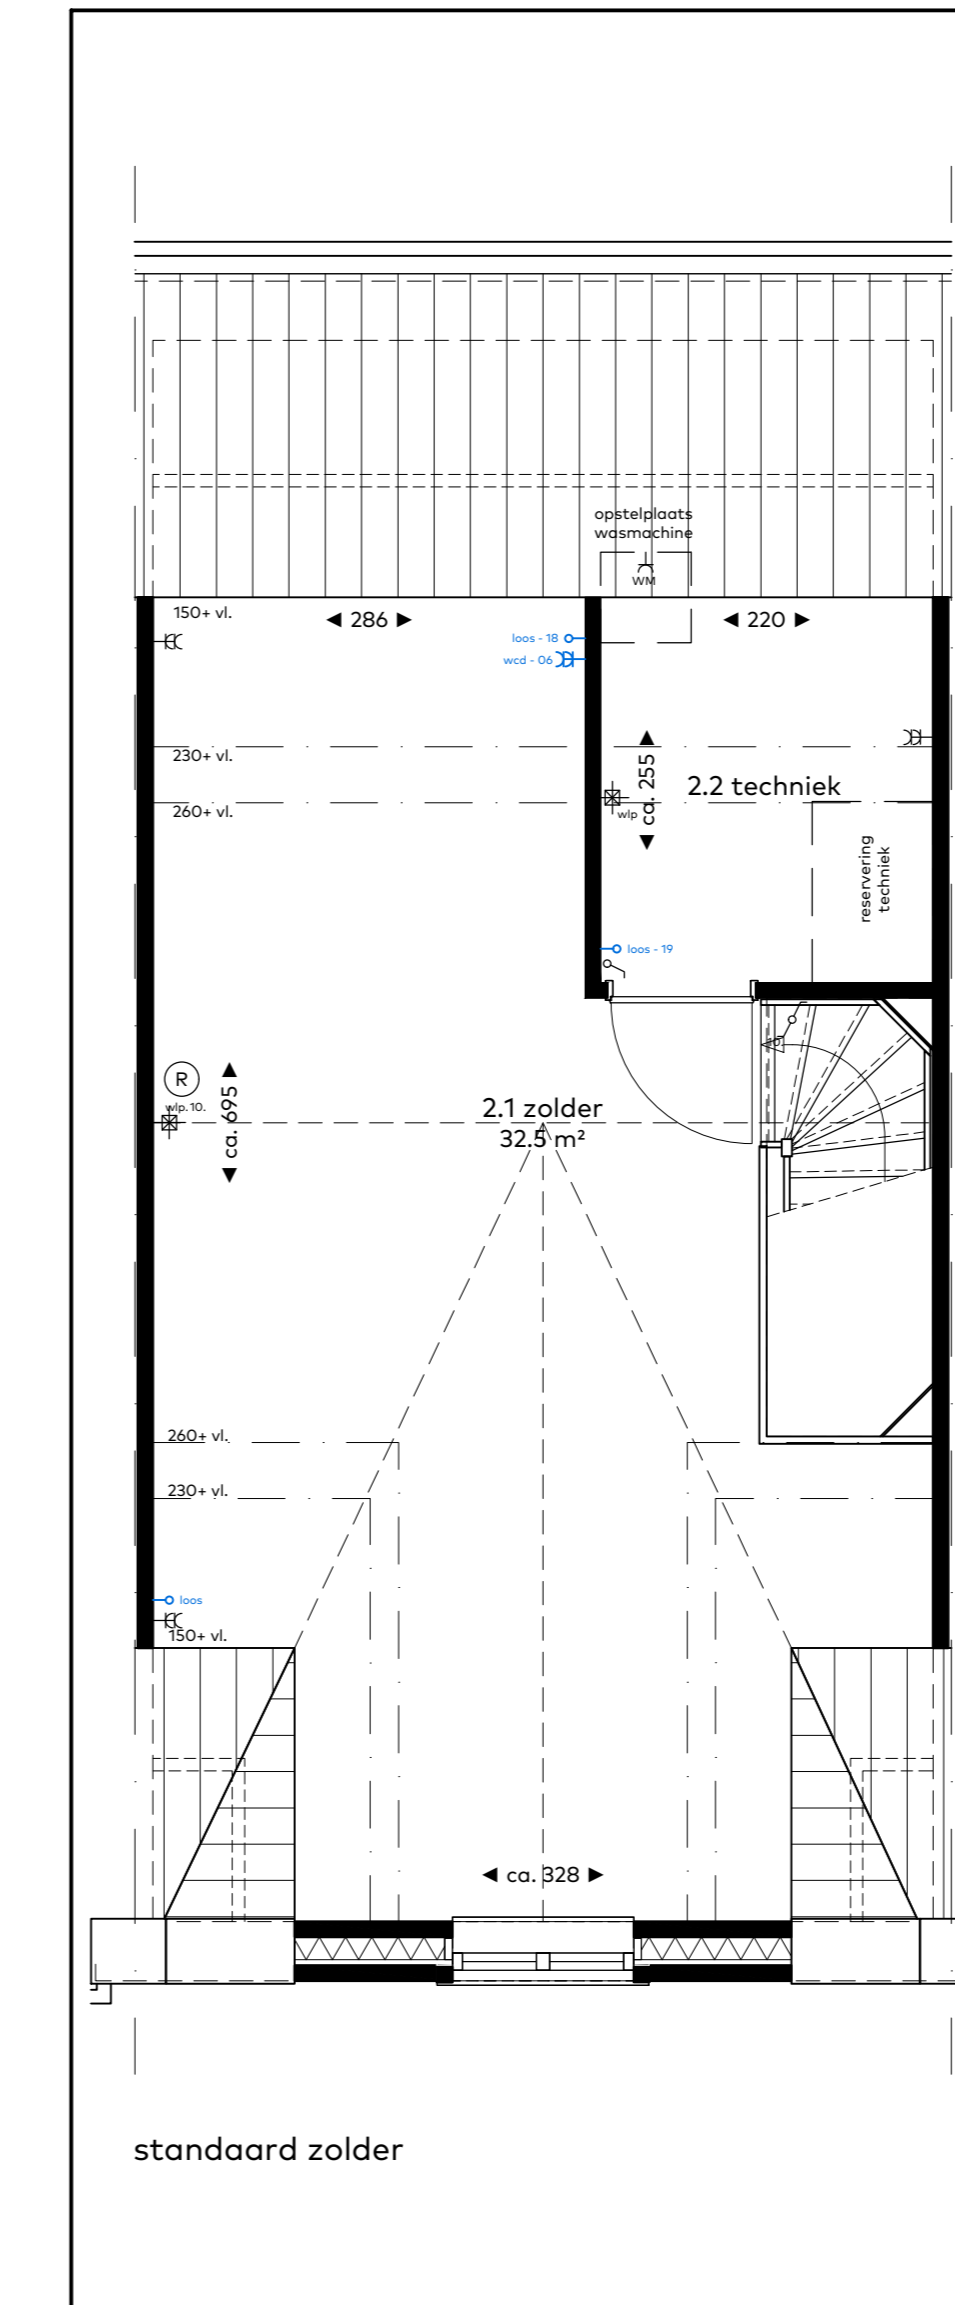 opstelplaats
wasmachine
WM
150+ vl.
◄ 286 ►
◄ 220 ►
loos - 18
wcd - 06
230+ vl.
260+ vl.
◄ ca. 255 ►
2.2 techniek
wlp
reservering
techniek
loos - 19
R
wlp.10.
◄ ca. 695 ►
10.
2.1 zolder
32.5 m²
260+ vl.
230+ vl.
loos
150+ vl.
◄ ca. 328 ►
standaard zolder